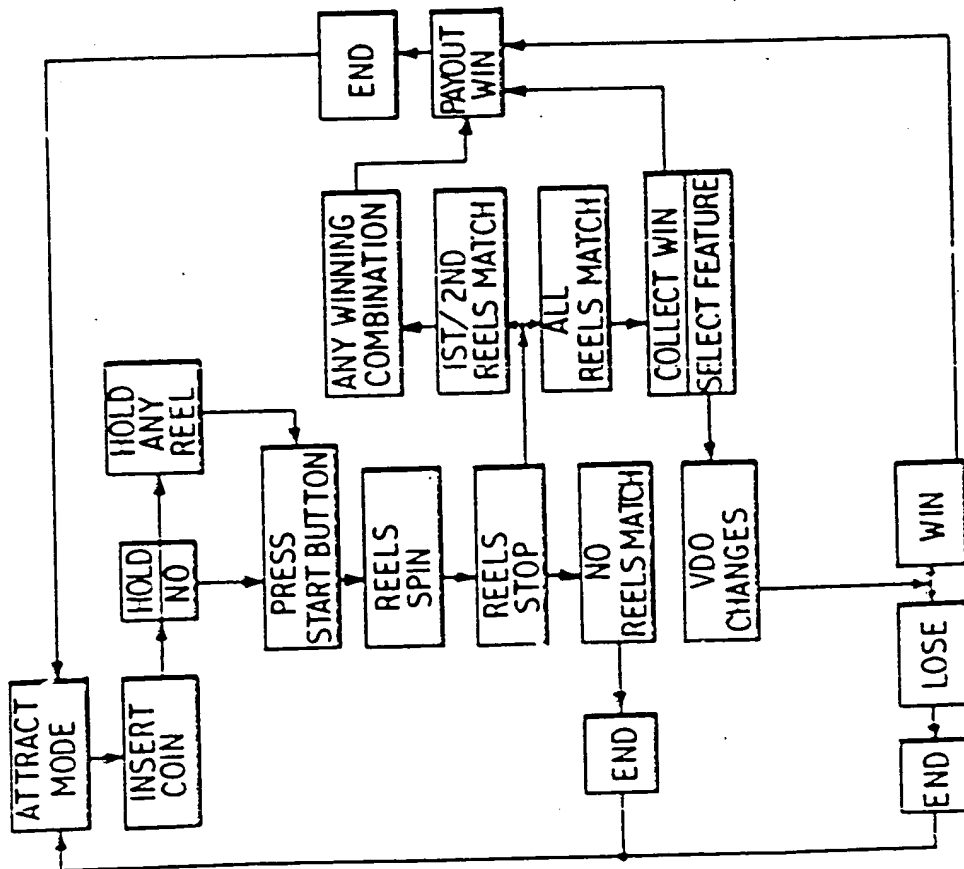 ATTRACT
MODE
INSERT
COIN
HOLD
NO
HOLD
ANY
REEL
PRESS
START BUTTON
REELS
SPIN
REELS
STOP
NO
REELS MATCH
END
ANY WINNING
COMBINATION
1ST/2ND
REELS MATCH
ALL
REELS MATCH
COLLECT WIN
SELECT FEATURE
PAYOUT
WIN
END
VDO
CHANGES
WIN
LOSE
END